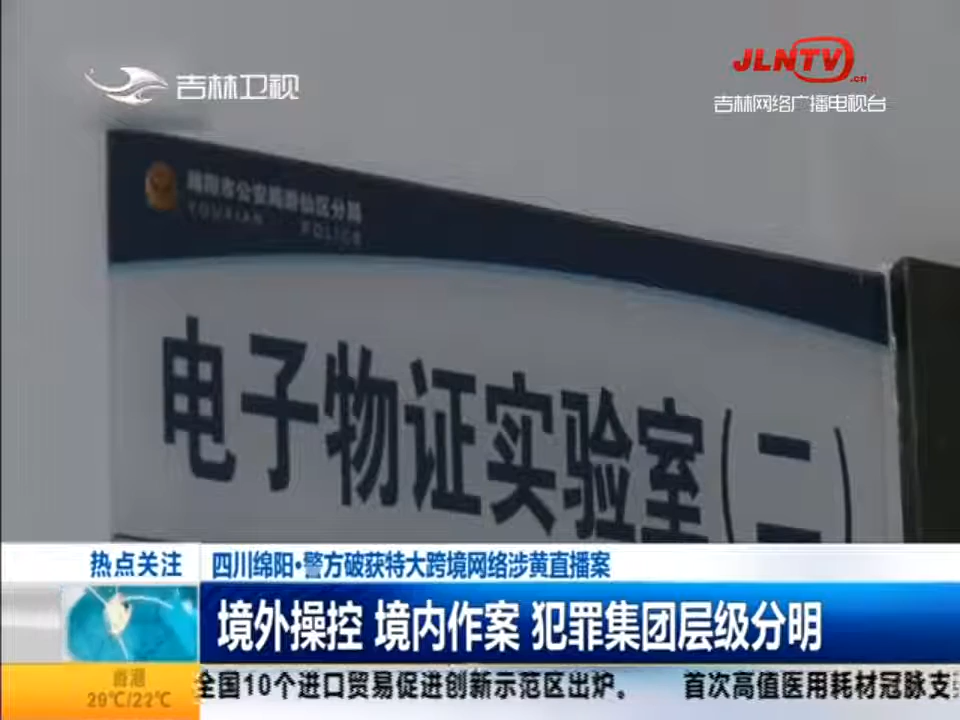 吉林卫视
JLNTV.cn
吉林网络广播电视台
绵阳市公安局游仙区分局
YOUXIAN POLICE
电子物证实验室(二)
热点关注
四川绵阳·警方破获特大跨境网络涉黄直播案
境外操控 境内作案 犯罪集团层级分明
香港
29℃/22℃
全国10个进口贸易促进创新示范区出炉。 首次高值医用耗材冠脉支